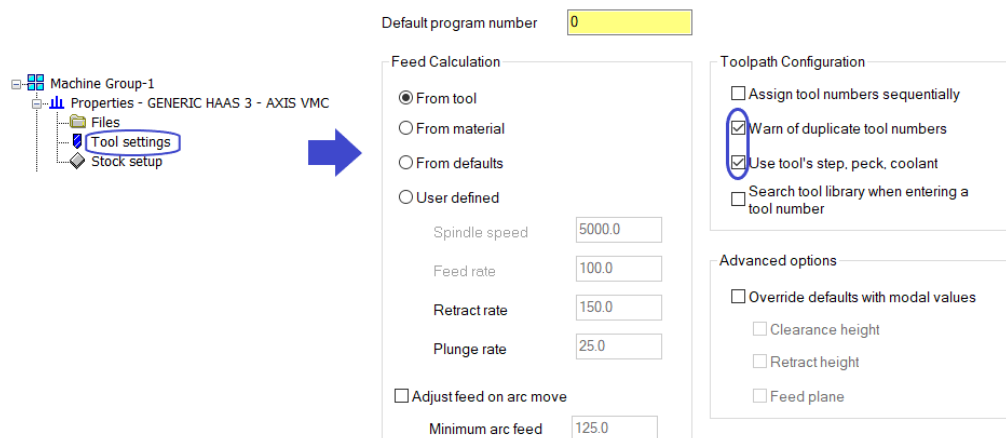 Default program number 0
Machine Group-1
Properties - GENERIC HAAS 3 - AXIS VMC
Files
Tool settings
Stock setup
Feed Calculation
From tool
From material
From defaults
User defined
Spindle speed 5000.0
Feed rate 100.0
Retract rate 150.0
Plunge rate 25.0
Adjust feed on arc move
Minimum arc feed 125.0
Toolpath Configuration
Assign tool numbers sequentially
Warn of duplicate tool numbers
Use tool's step, peck, coolant
Search tool library when entering a
tool number
Advanced options
Override defaults with modal values
Clearance height
Retract height
Feed plane